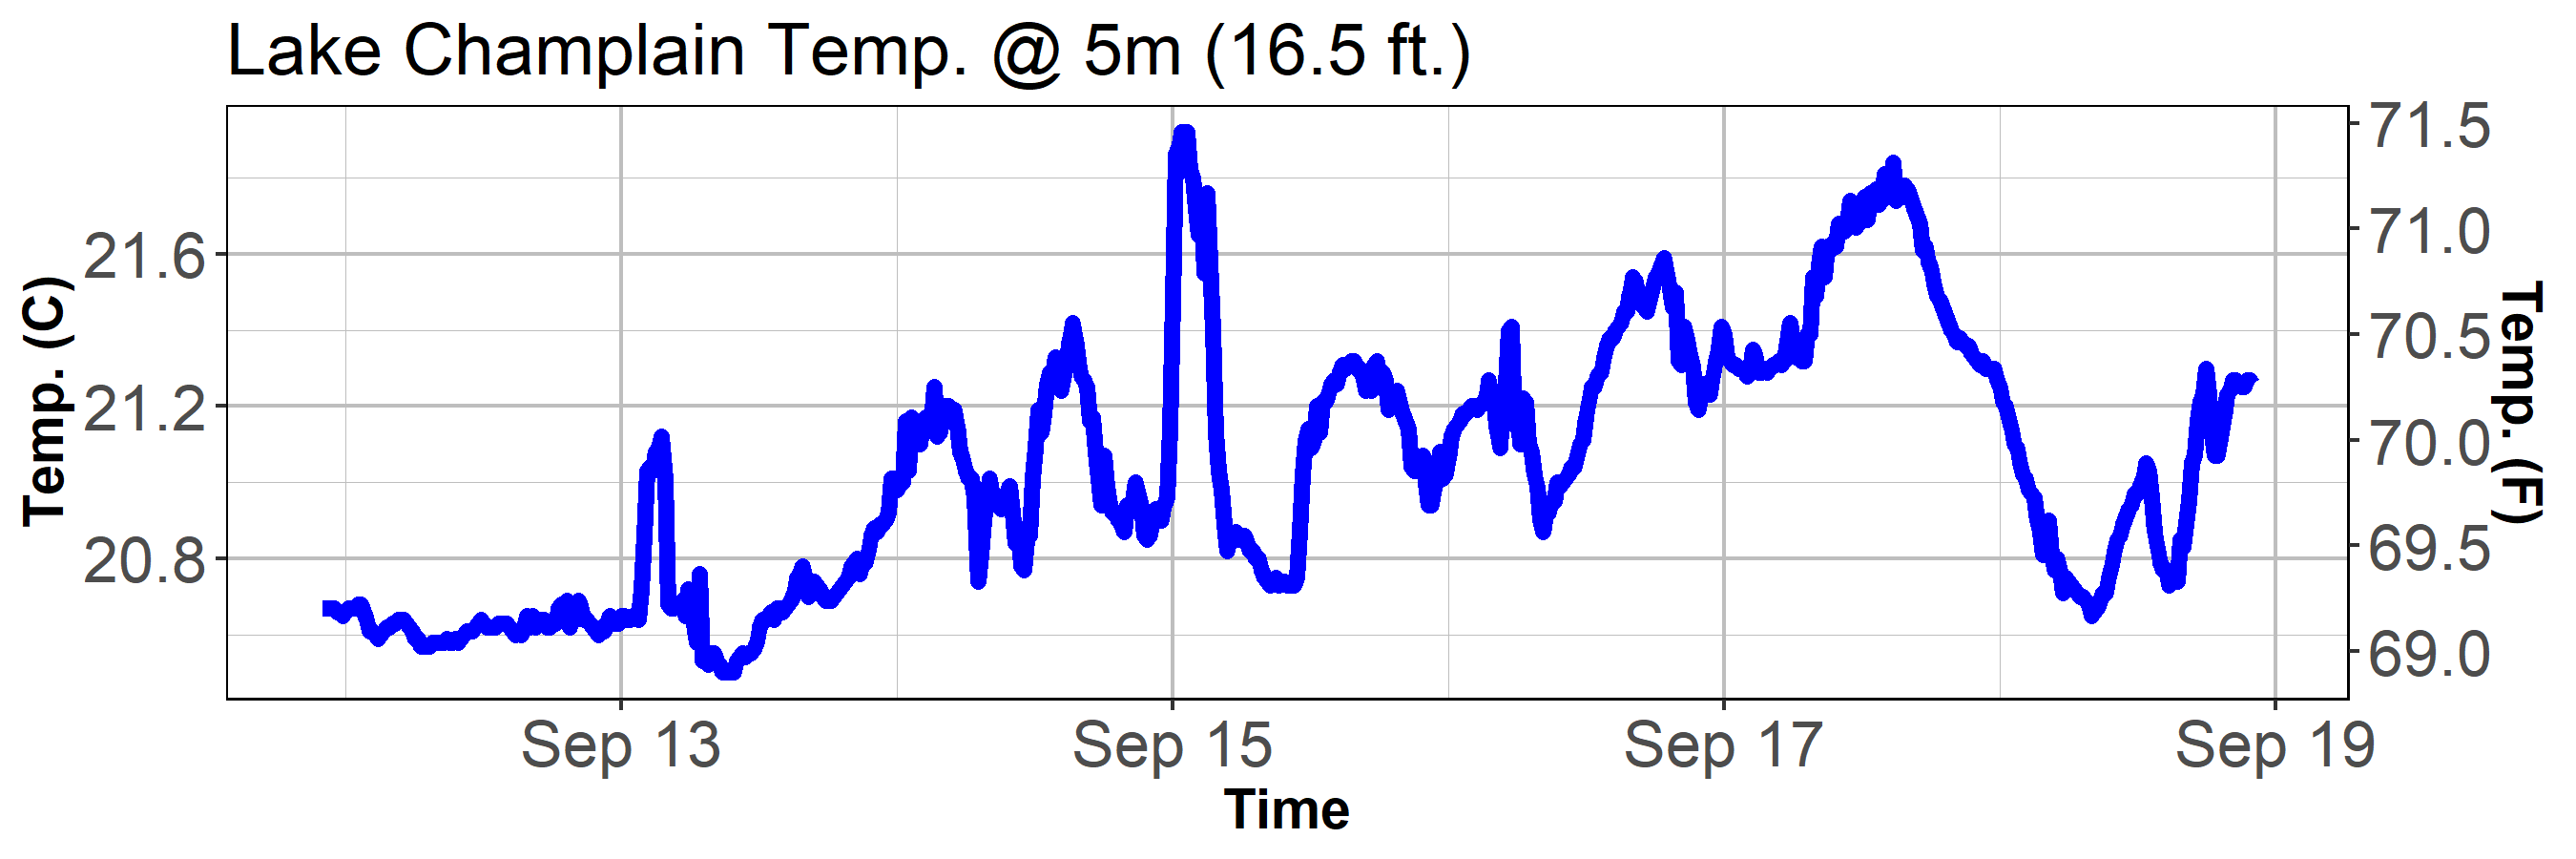 Lake Champlain Temp. @ 5m (16.5 ft.)
Temp. (C)
21.6
21.2
20.8
71.5
71.0
70.5
70.0
69.5
69.0
Temp. (F)
Sep 13
Sep 15
Sep 17
Sep 19
Time